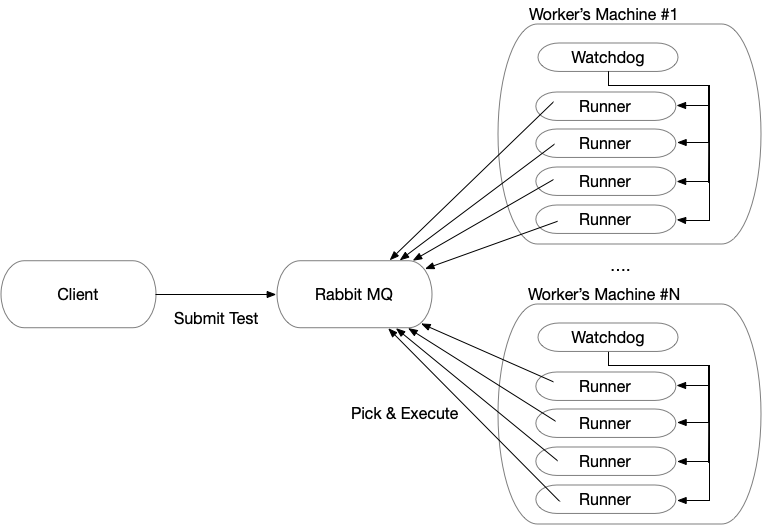 Worker's Machine #1
Watchdog
Runner
Runner
Runner
Runner
....
Client
Submit Test
Rabbit MQ
Worker's Machine #N
Watchdog
Runner
Runner
Runner
Runner
Pick & Execute